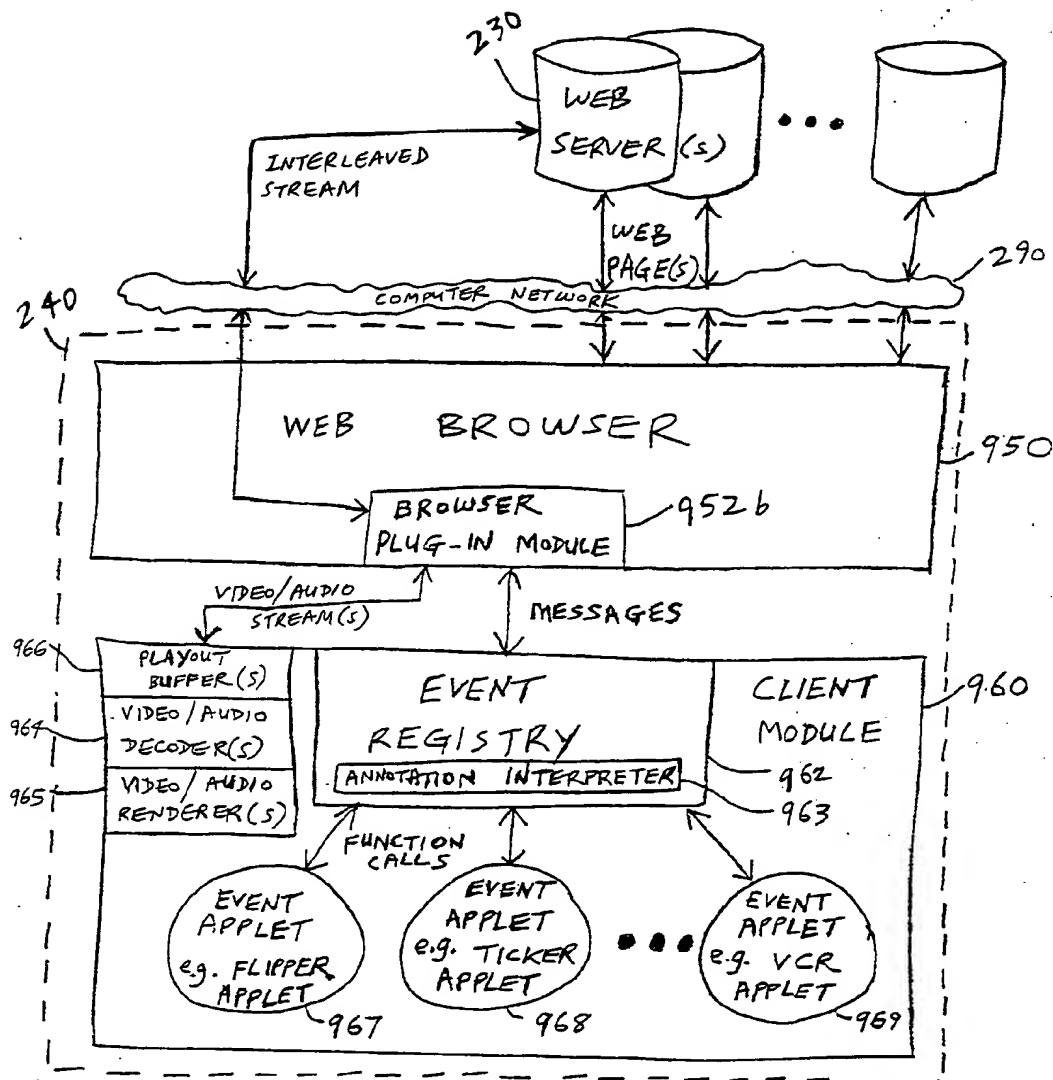 230
WEB
SERVER(S)
INTERLEAVED
STREAM
WEB
PAGE(S)
290
COMPUTER NETWORK
240
WEB BROWSER
950
BROWSER
PLUG-IN MODULE
952b
VIDEO/AUDIO
STREAM(S)
MESSAGES
966
PLAYOUT
BUFFER(S)
964
VIDEO/AUDIO
DECODER(S)
965
VIDEO/AUDIO
RENDERER(S)
EVENT
REGISTRY
ANNOTATION INTERPRETER
CLIENT
MODULE
960
962
963
FUNCTION
CALLS
EVENT
APPLET
e.g. FLIPPER
APPLET
967
EVENT
APPLET
e.g. TICKER
APPLET
968
EVENT
APPLET
e.g. VCR
APPLET
969